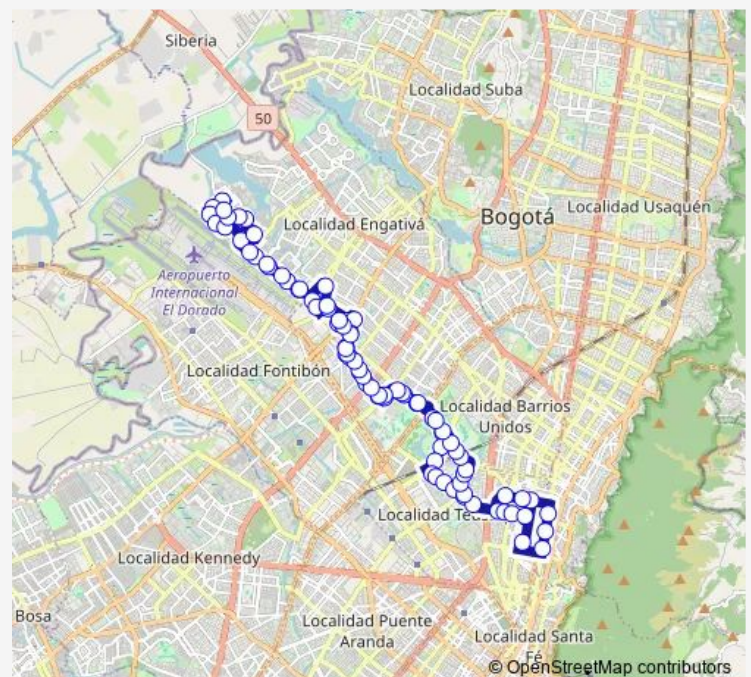 Siberia
Localidad Suba
50
Bogotá
Localidad Usaquén
Localidad Engativá
Aeropuerto
Internacional
El Dorado
Localidad Fontibón
Localidad Barrios
Unidos
Localidad Teus
Localidad Kennedy
Bosa
Localidad Puente
Aranda
Localidad Santa
Fé
© OpenStreetMap contributors